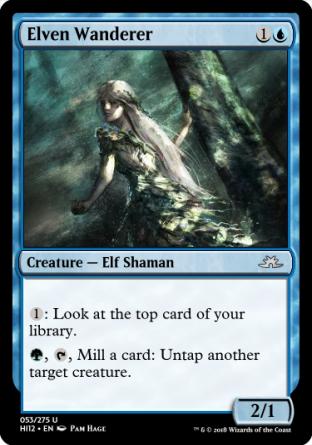 Elven Wanderer 1
Creature — Elf Shaman
1: Look at the top card of your
library.
, , Mill a card: Untap another
target creature.
053/275 U
HI12 • EN Pam Hage
™ & © 2018 Wizards of the Coast
2/1